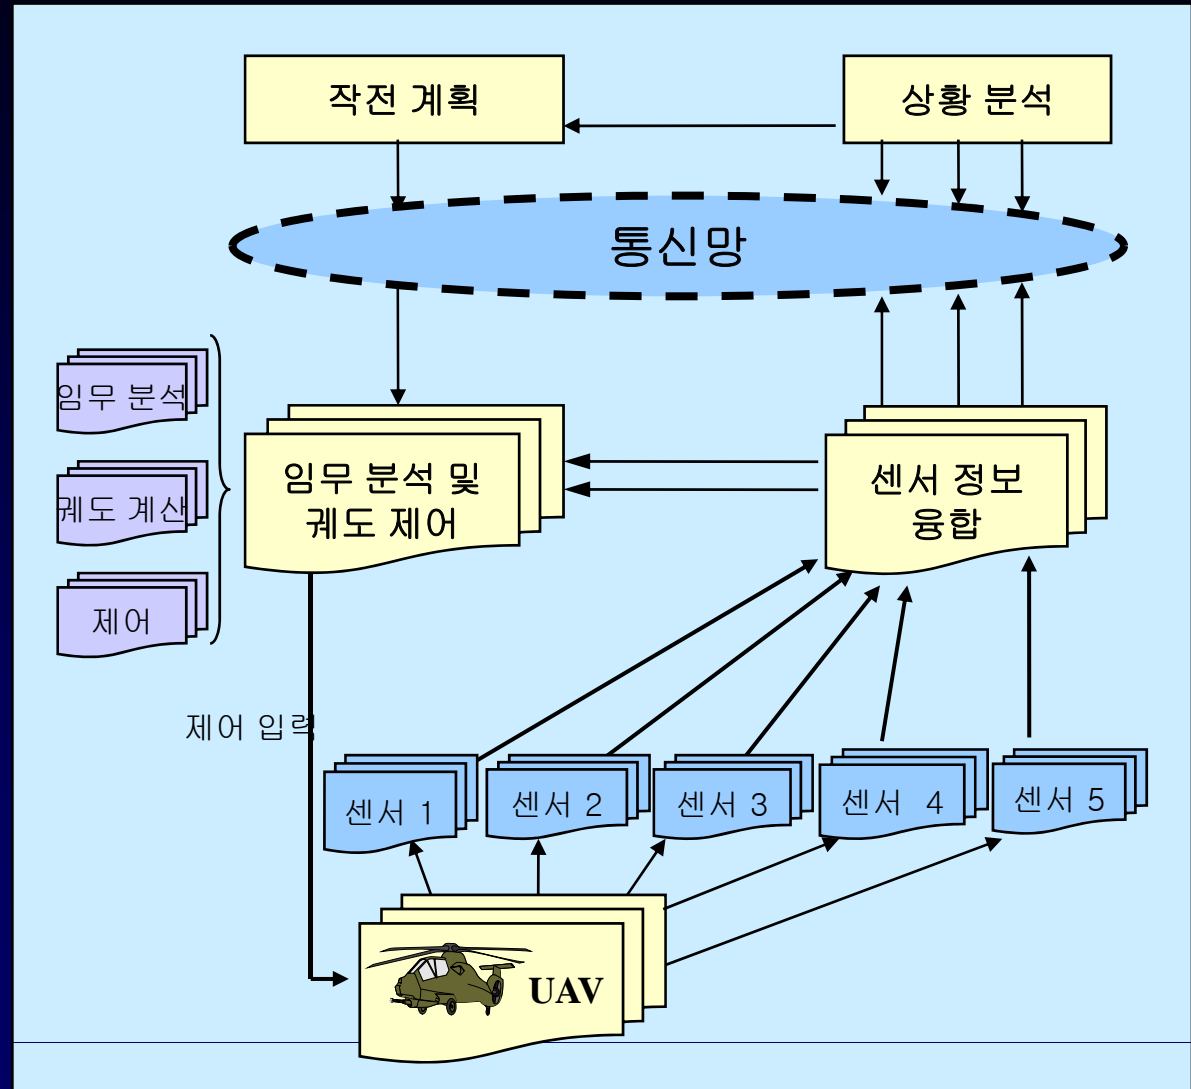 작전 계획
상황 분석
통신망
임무 분석
궤도 계산
제어
임무 분석 및
궤도 제어
센서 정보
융합
제어 입력
센서 1
센서 2
센서 3
센서 4
센서 5
UAV